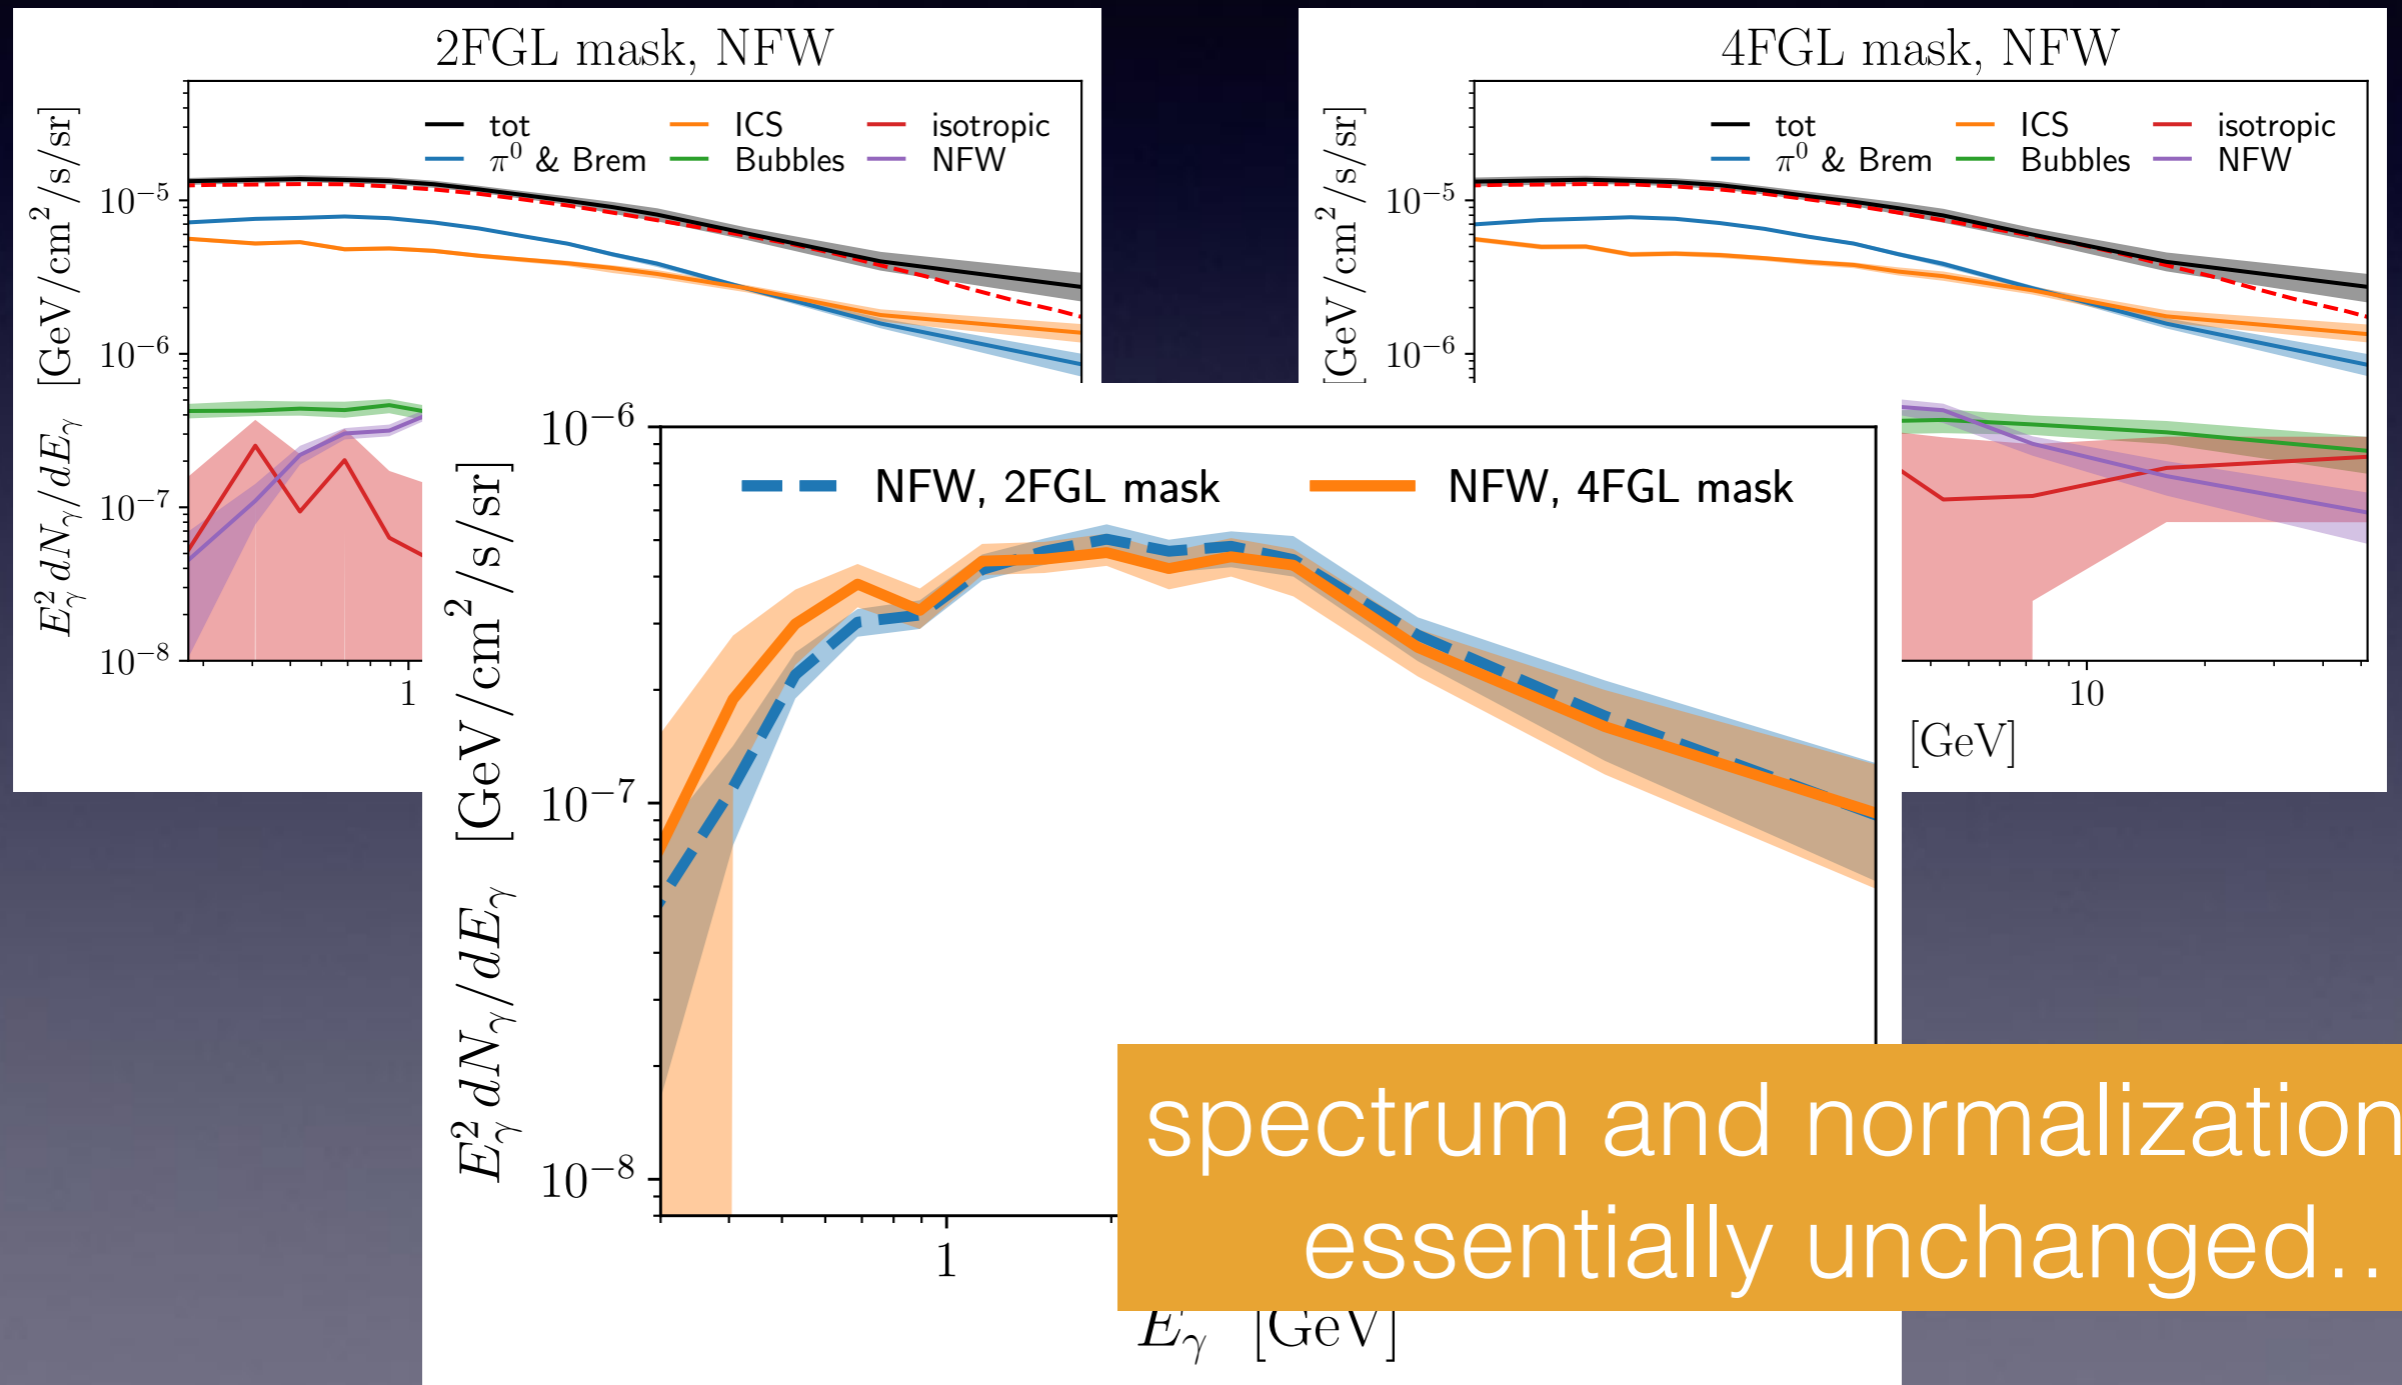 2FGL mask, NFW
tot ICS isotropic
π⁰ & Brem Bubbles NFW
E²γ dNγ/dEγ [GeV/cm²/s/sr]
10⁻⁵
10⁻⁶
10⁻⁷
10⁻⁸
1
4FGL mask, NFW
tot ICS isotropic
π⁰ & Brem Bubbles NFW
[GeV/cm²/s/sr]
10⁻⁵
10⁻⁶
10
[GeV]
NFW, 2FGL mask NFW, 4FGL mask
E²γ dNγ/dEγ [GeV/cm²/s/sr]
10⁻⁶
10⁻⁷
10⁻⁸
1
Eγ [GeV]
spectrum and normalization
essentially unchanged..